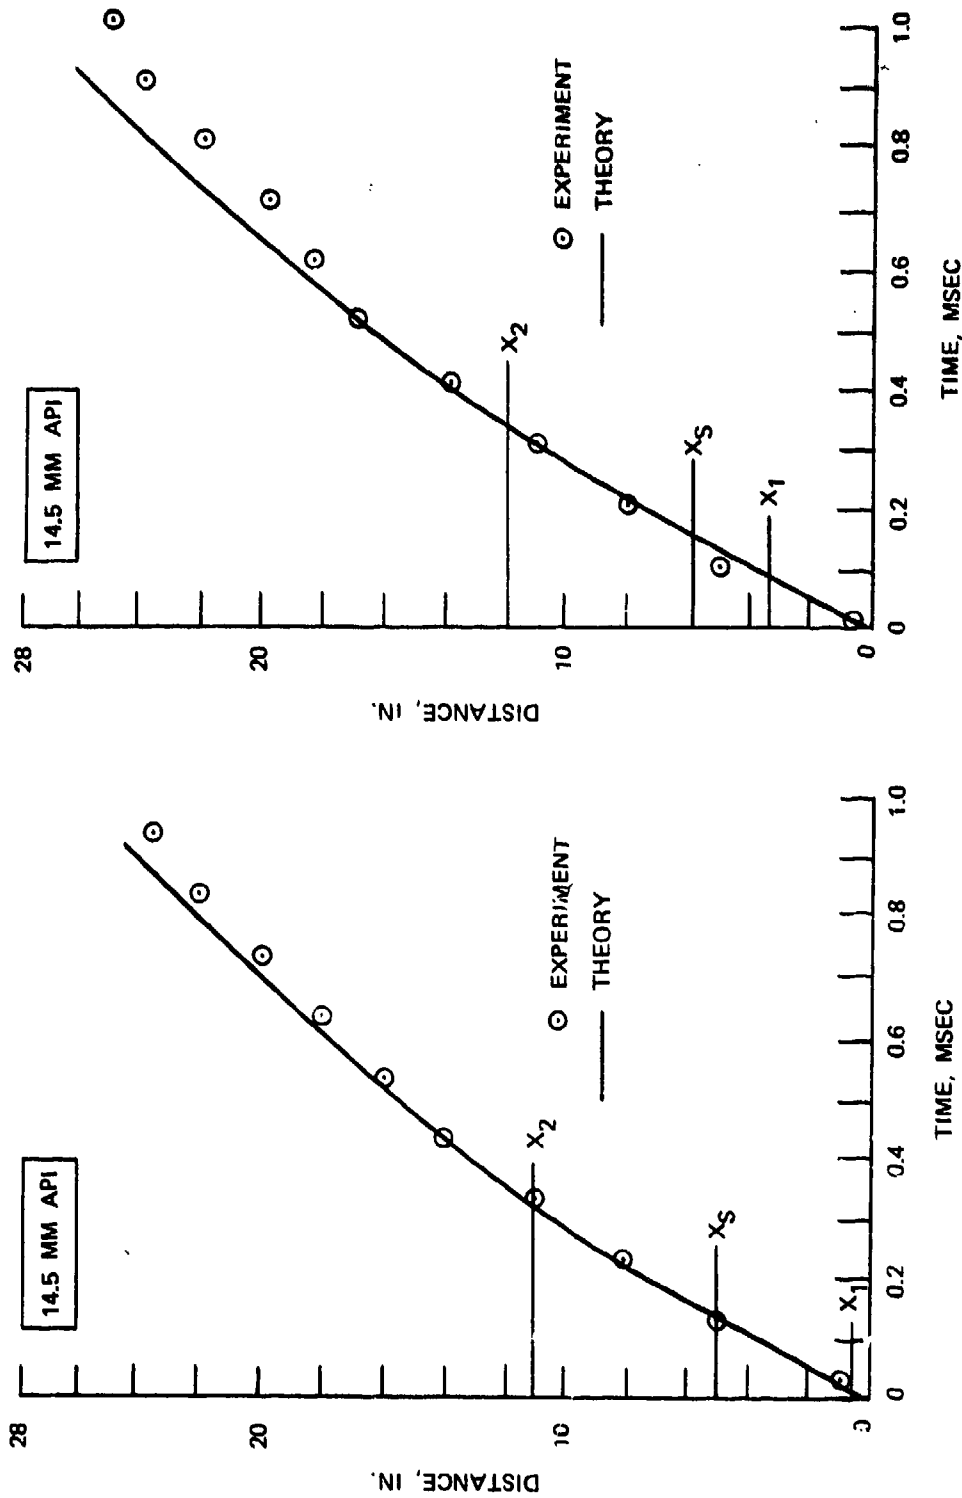 14.5 MM API
28
20
10
0
DISTANCE, IN.
X2
XS
X1
EXPERIMENT
THEORY
0
0.2
0.4
0.6
0.8
1.0
TIME, MSEC
14.5 MM API
28
20
10
0
DISTANCE, IN.
X2
XS
X1
EXPERIMENT
THEORY
0
0.2
0.4
0.6
0.8
1.0
TIME, MSEC